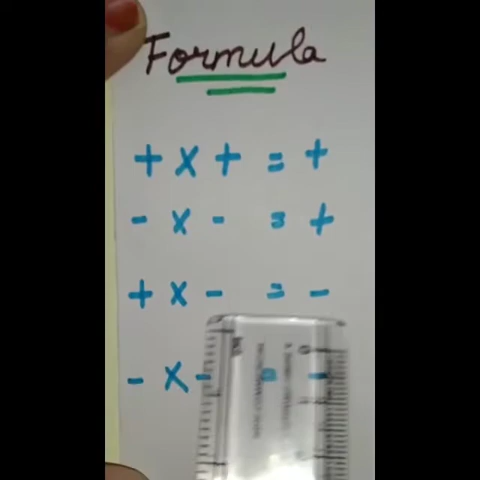 Formula
+ x + = +
- x - = +
+ x - = -
- x - = -